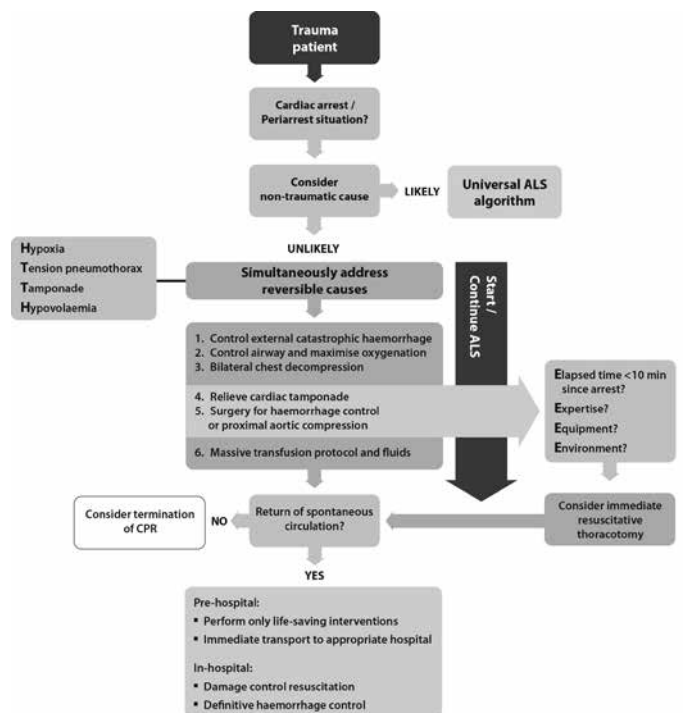 Trauma
patient
Cardiac arrest /
Periarrest situation?
Consider
non-traumatic cause
LIKELY
Universal ALS
algorithm
UNLIKELY
Hypoxia
Tension pneumothorax
Tamponade
Hypovolaemia
Simultaneously address
reversible causes
Start /
Continue ALS
1. Control external catastrophic haemorrhage
2. Control airway and maximise oxygenation
3. Bilateral chest decompression
4. Relieve cardiac tamponade
5. Surgery for haemorrhage control
or proximal aortic compression
6. Massive transfusion protocol and fluids
Elapsed time <10 min
since arrest?
Expertise?
Equipment?
Environment?
Consider immediate
resuscitative
thoracotomy
Return of spontaneous
circulation?
NO
Consider termination
of CPR
YES
Pre-hospital:
▪ Perform only life-saving interventions
▪ Immediate transport to appropriate hospital
In-hospital:
▪ Damage control resuscitation
▪ Definitive haemorrhage control